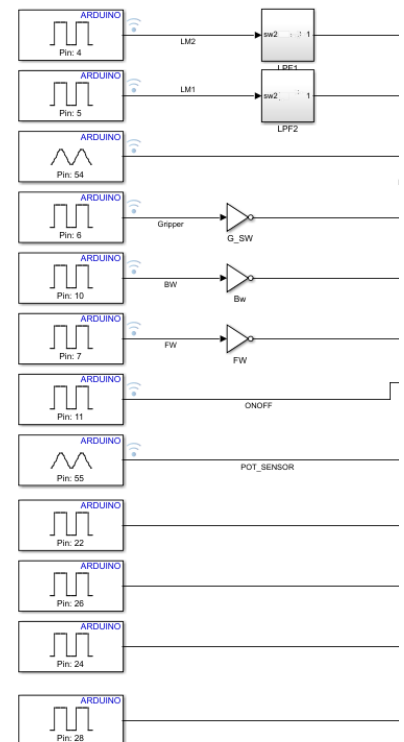 ARDUINO
Pin: 4
LM2
sw2 1
LPF1
ARDUINO
Pin: 5
LM1
sw2 1
LPF2
ARDUINO
Pin: 54
ARDUINO
Pin: 6
Gripper
G_SW
ARDUINO
Pin: 10
BW
Bw
ARDUINO
Pin: 7
FW
FW
ARDUINO
Pin: 11
ONOFF
ARDUINO
Pin: 55
POT_SENSOR
ARDUINO
Pin: 22
ARDUINO
Pin: 26
ARDUINO
Pin: 24
ARDUINO
Pin: 28